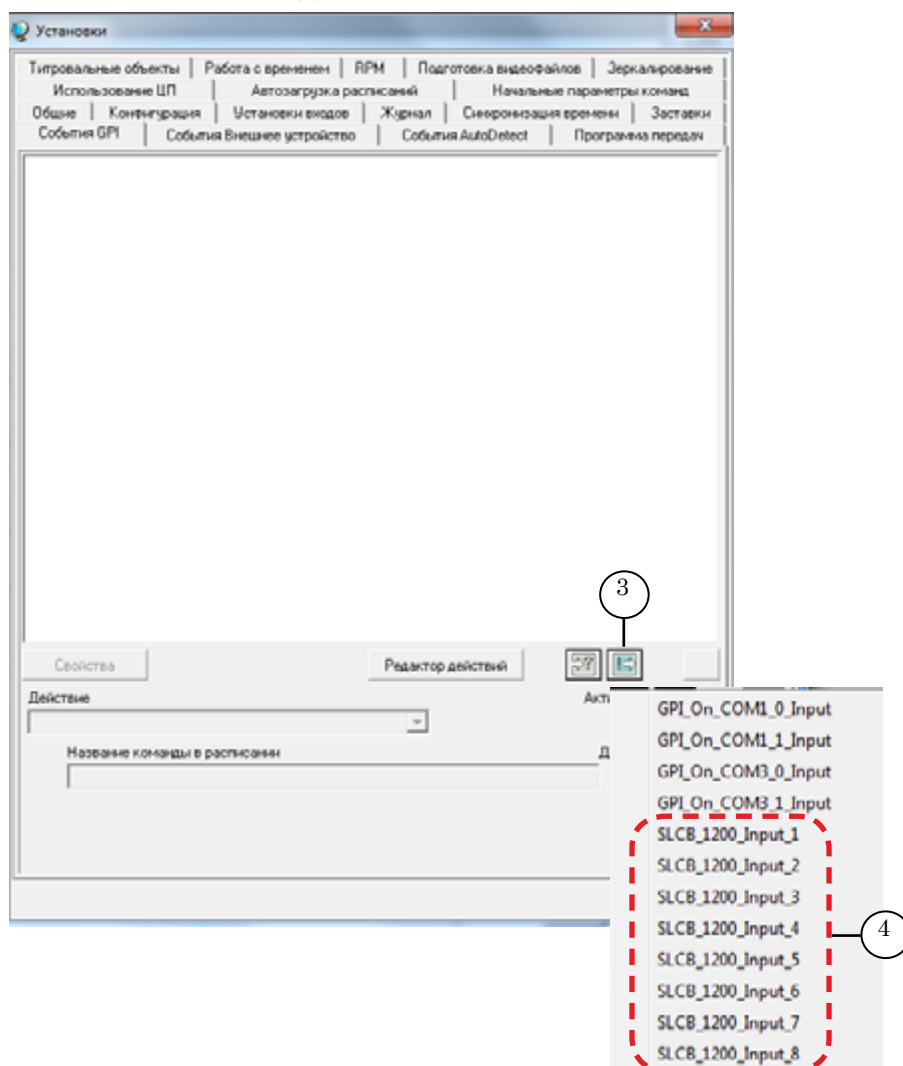 Установки
Титровальные объекты Работа с временем RPM Подготовка видеофайлов Зеркалирование
Использование ЦП Автозагрузка расписаний Начальные параметры команд
Общие Конфигурация Установки входов Журнал Синхронизация времени Заставки
События GPI События Внешнее устройство События AutoDetect Программа передач
3
Свойства Редактор действий
Действие Акт
Название команды в расписании Д
GPI_On_COM1_0_Input
GPI_On_COM1_1_Input
GPI_On_COM3_0_Input
GPI_On_COM3_1_Input
SLCB_1200_Input_1
SLCB_1200_Input_2
SLCB_1200_Input_3
SLCB_1200_Input_4
4
SLCB_1200_Input_5
SLCB_1200_Input_6
SLCB_1200_Input_7
SLCB_1200_Input_8